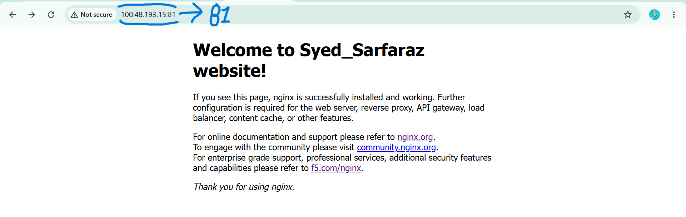 Not secure 100.48.193.15:81 81
Welcome to Syed_Sarfaraz
website!
If you see this page, nginx is successfully installed and working. Further
configuration is required for the web server, reverse proxy, API gateway, load
balancer, content cache, or other features.
For online documentation and support please refer to nginx.org.
To engage with the community please visit community.nginx.org.
For enterprise grade support, professional services, additional security features
and capabilities please refer to f5.com/nginx.
Thank you for using nginx.